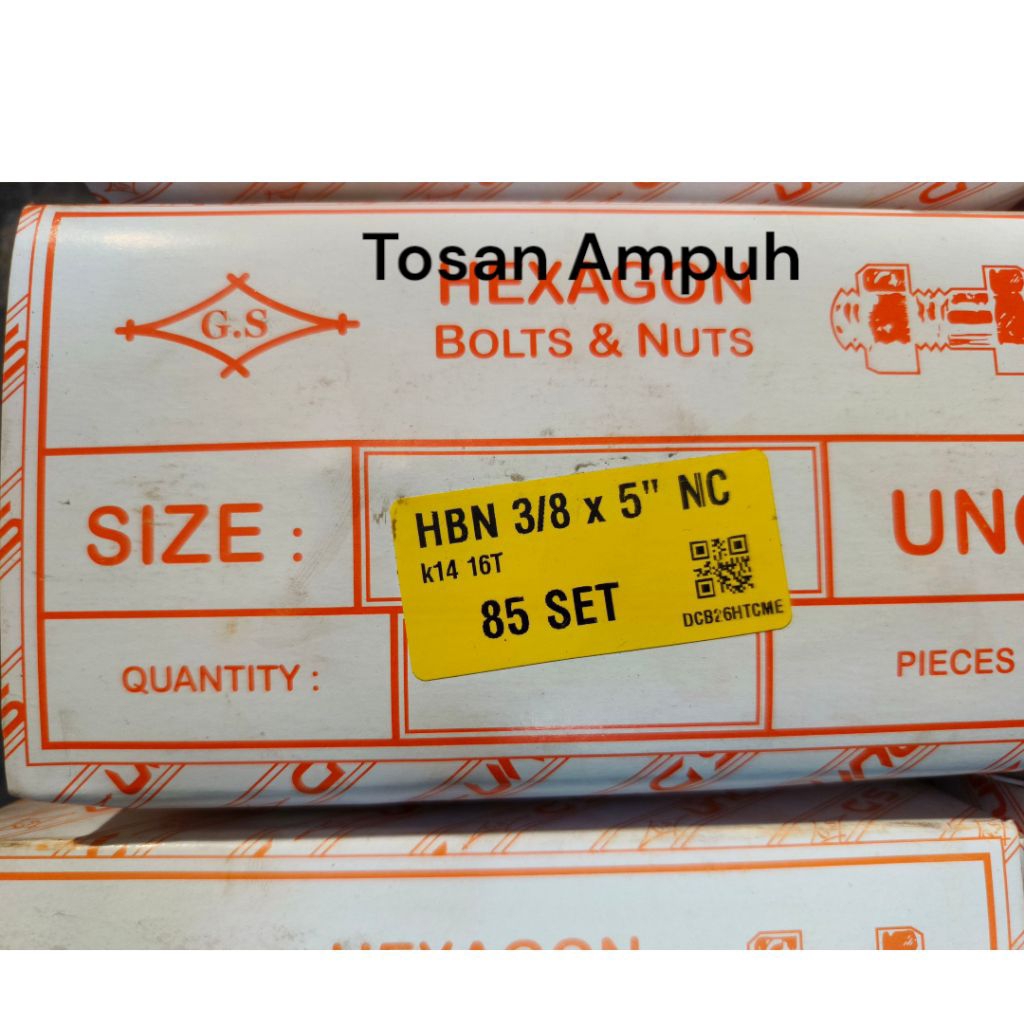 Tosan Ampuh
HEXAGON
BOLTS & NUTS
G.S
SIZE :
HBN 3/8 x 5" NC
k14 16T
85 SET
DCB26HTCME
UNC
QUANTITY :
PIECES
HEXAGON